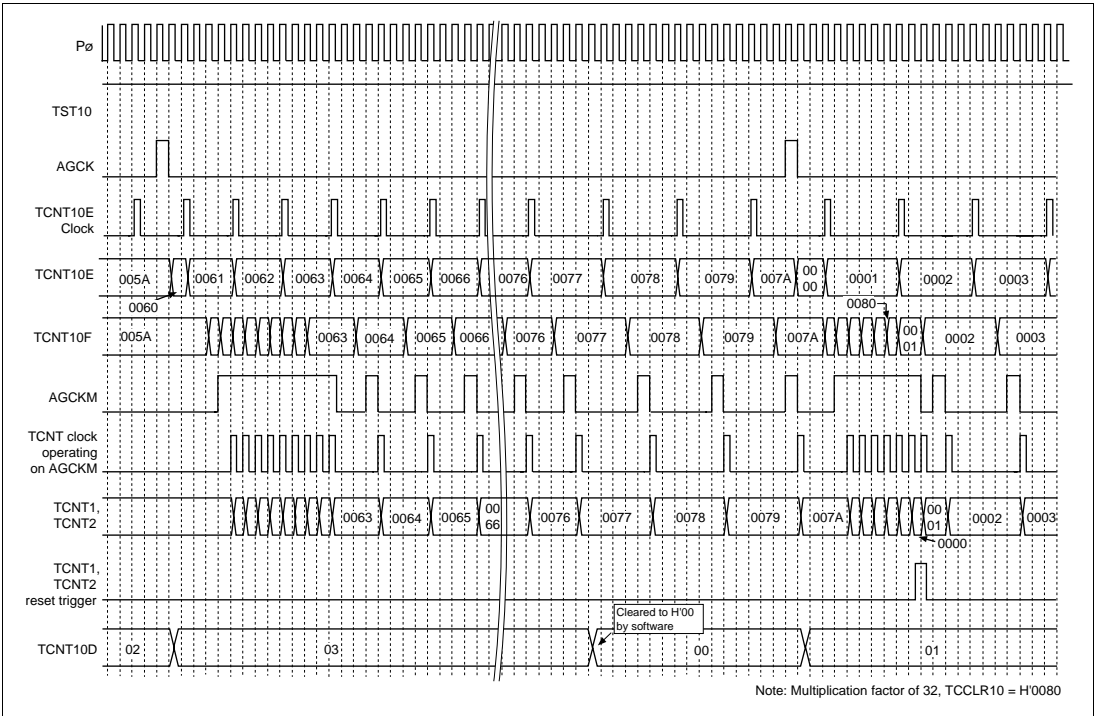 Pø
TST10
AGCK
TCNT10E
Clock
TCNT10E
005A 0061 0062 0063 0064 0065 0066 0076 0077 0078 0079 007A 00 0001 0002 0003
00
0060
0080
TCNT10F
005A 0063 0064 0065 0066 0076 0077 0078 0079 007A 00 0002 0003
01
AGCKM
TCNT clock
operating
on AGCKM
TCNT1,
TCNT2
0063 0064 0065 00 0076 0077 0078 0079 007A 00 0002 0003
66 01
0000
TCNT1,
TCNT2
reset trigger
Cleared to H'00
by software
TCNT10D
02 03 00 01
Note: Multiplication factor of 32, TCCLR10 = H'0080